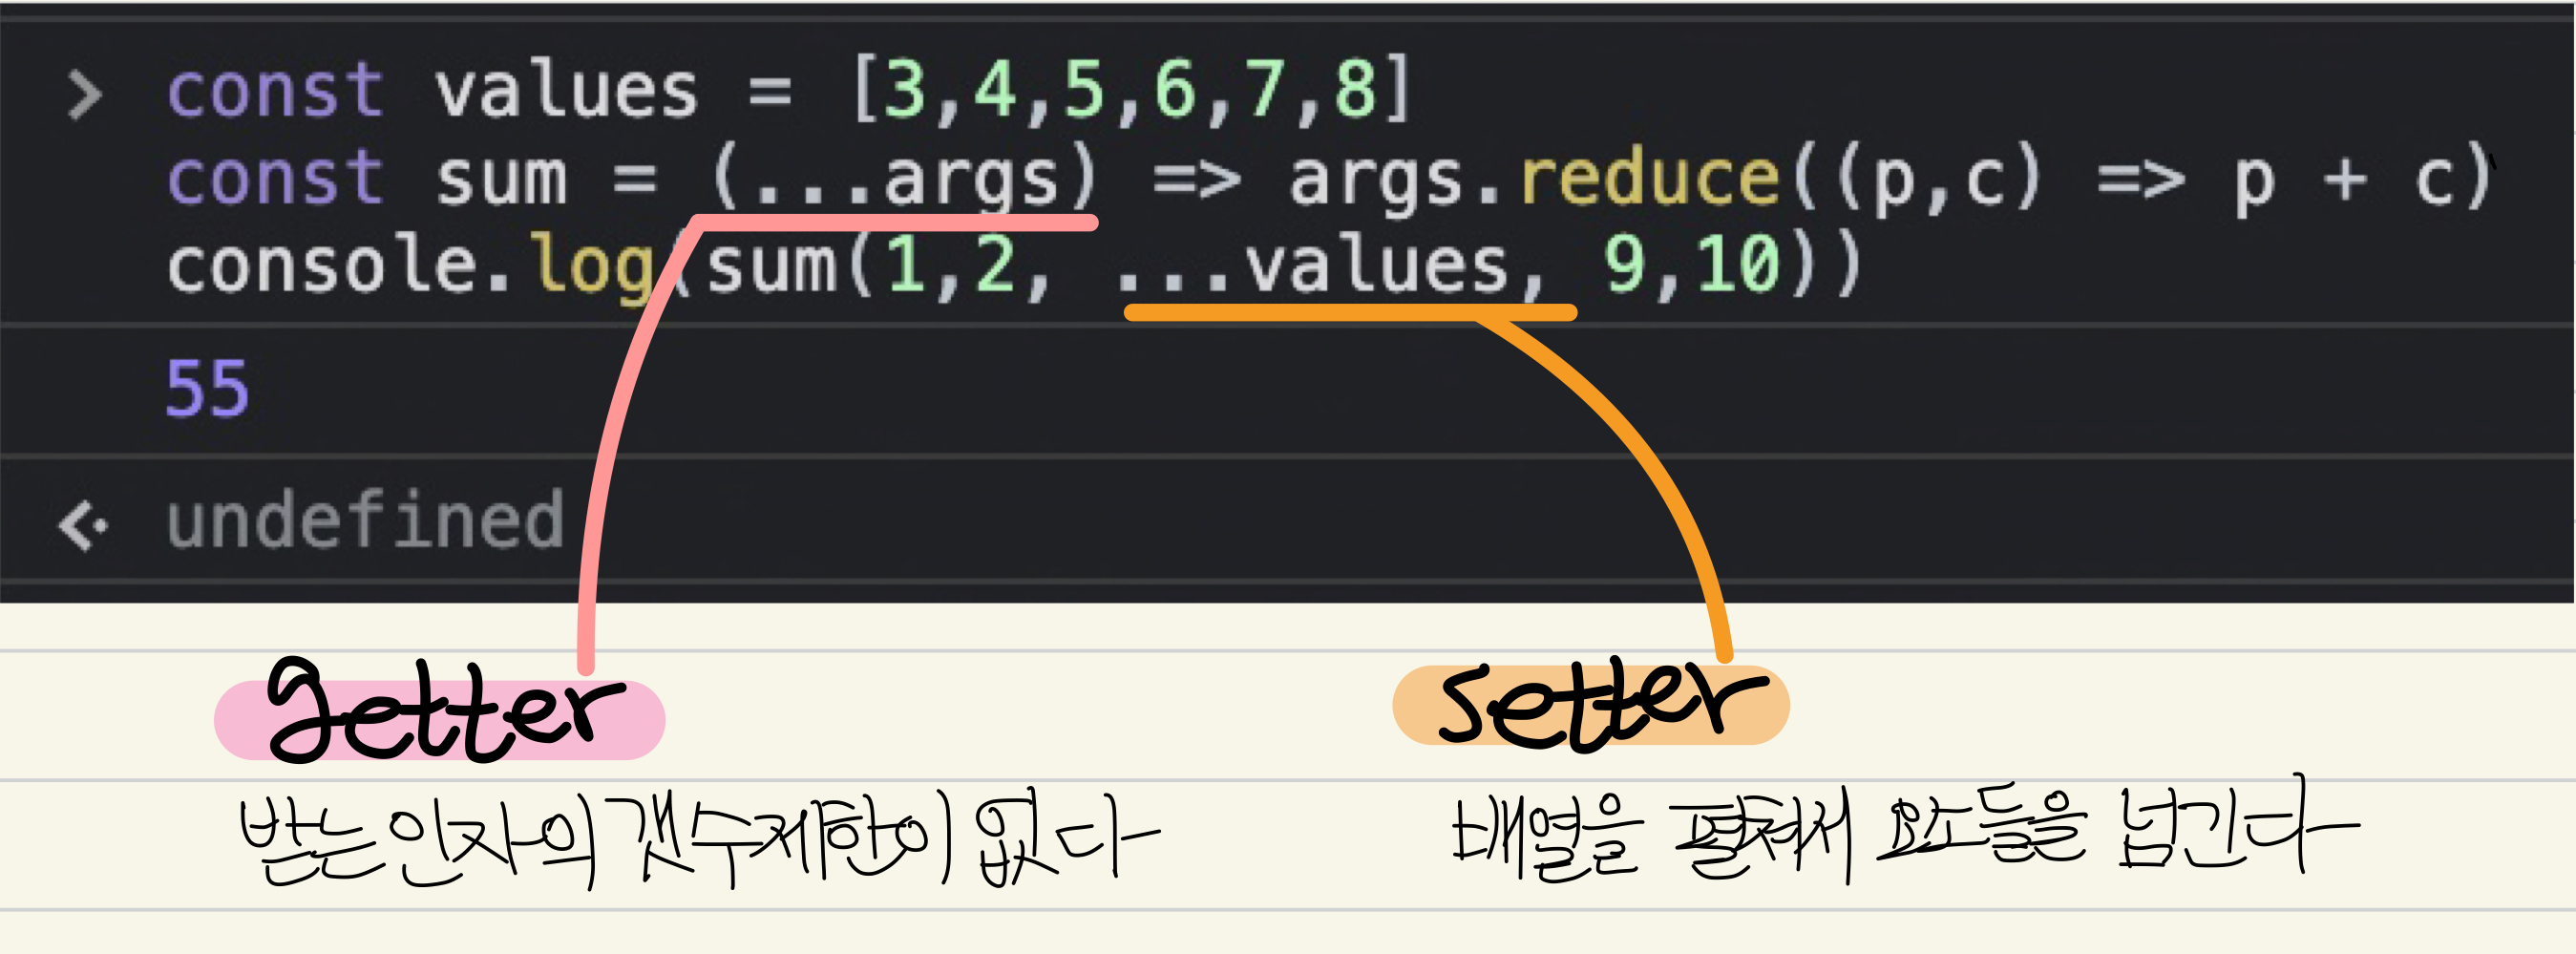 > const values = [3,4,5,6,7,8]
const sum = (...args) => args.reduce((p,c) => p + c)
console.log(sum(1,2, ...values, 9,10))
55
undefined
getter
setter
받는 인자의 갯수제한이 없다
배열을 펼쳐서 요소들을 넘긴다